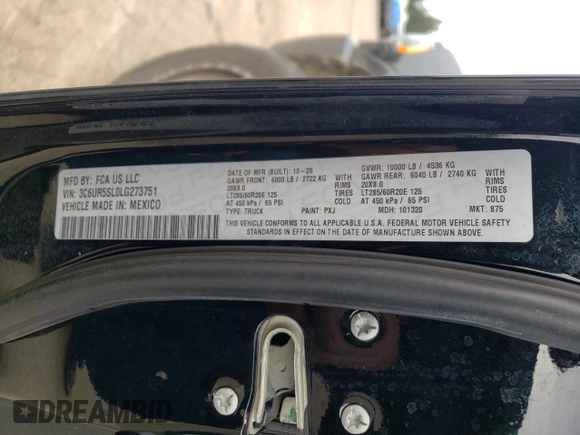 MFD BY: FCA US LLC
VIN: 3C6UR5SL0LG273751
VEHICLE MADE IN: MEXICO
DATE OF MFR (BUILT): 10-20
GAWR FRONT: 6000 LB / 2722 KG
20X8.0
LT285/60R20E 125
AT 450 kPa / 65 PSI
TYPE: TRUCK
RIMS
TIRES
COLD
PAINT: PXJ
GVWR: 10000 LB / 4536 KG
GAWR REAR: 6040 LB / 2740 KG
20X8.0
LT285/60R20E 125
AT 450 kPa / 65 PSI
MDH: 101320
RIMS
TIRES
COLD
MKT: 875
THIS VEHICLE CONFORMS TO ALL APPLICABLE U.S.A. FEDERAL MOTOR VEHICLE SAFETY
STANDARDS IN EFFECT ON THE DATE OF MANUFACTURE SHOWN ABOVE.
DREAMBID